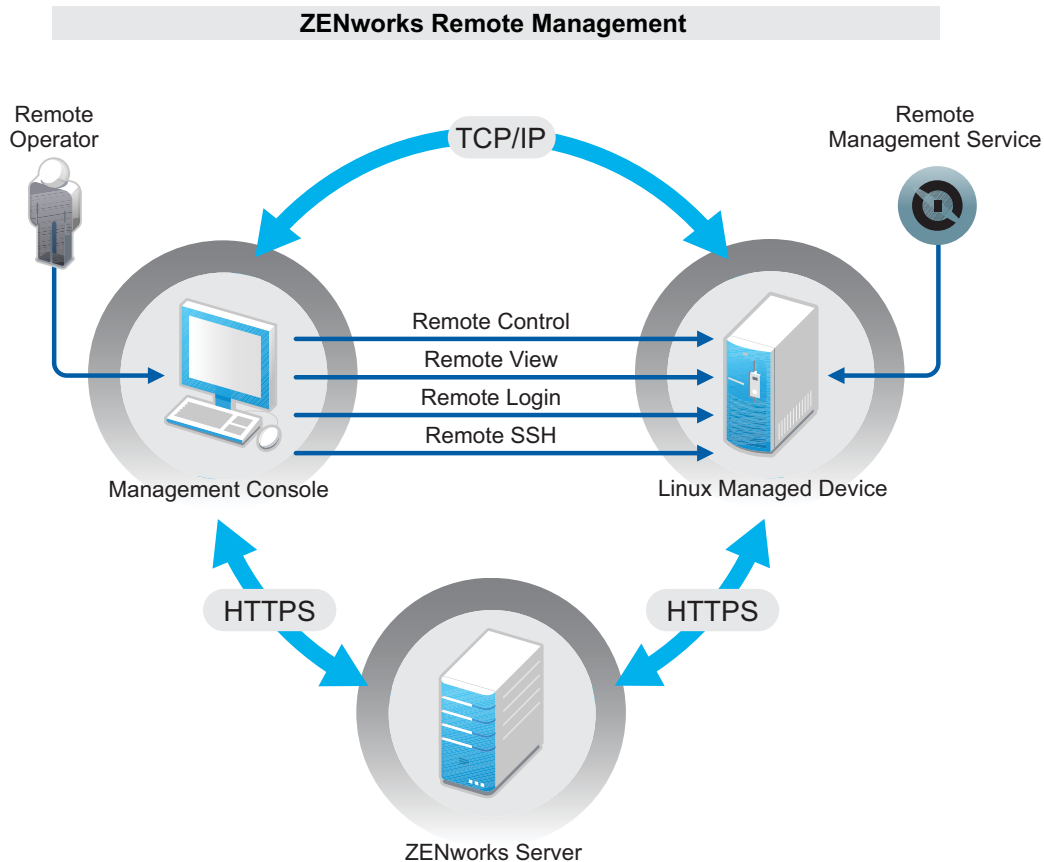 ZENworks Remote Management
Remote
Operator
TCP/IP
Remote
Management Service
Remote Control
Remote View
Remote Login
Remote SSH
Management Console
Linux Managed Device
HTTPS
HTTPS
ZENworks Server